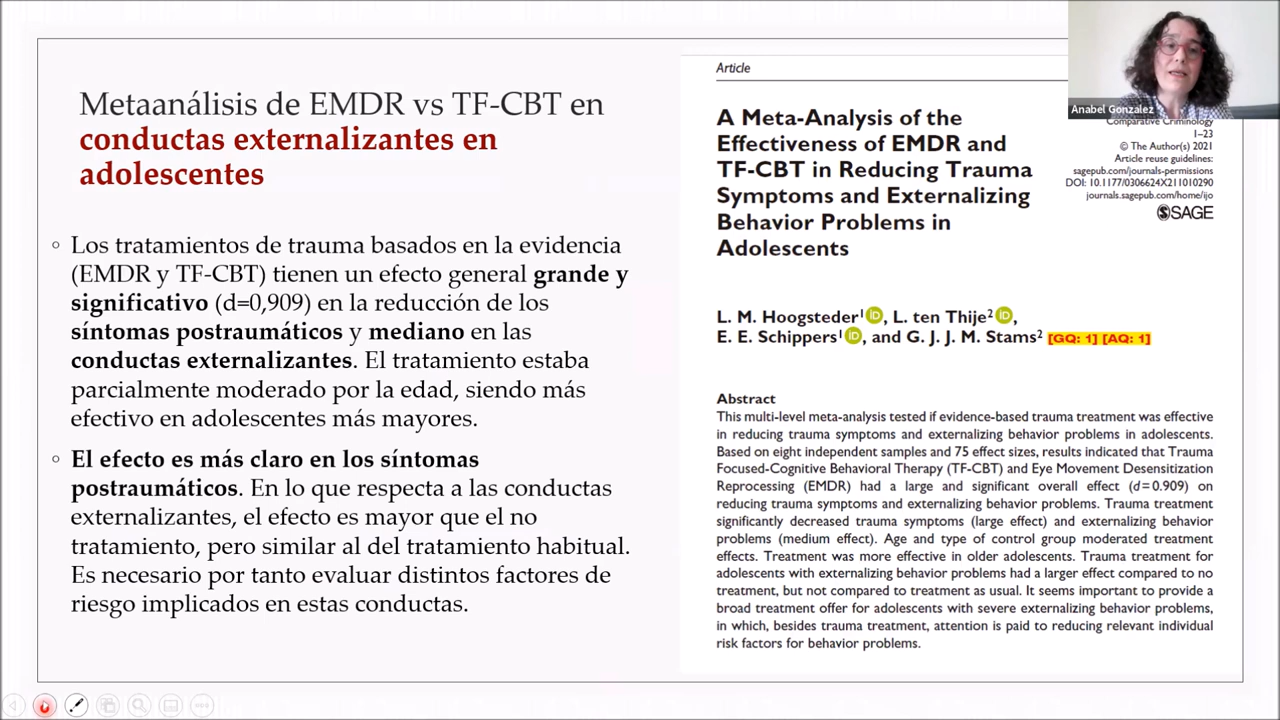 Metaanálisis de EMDR vs TF-CBT en
conductas externalizantes en
adolescentes
◦ Los tratamientos de trauma basados en la evidencia
(EMDR y TF-CBT) tienen un efecto general grande y
significativo (d=0,909) en la reducción de los
síntomas postraumáticos y mediano en las
conductas externalizantes. El tratamiento estaba
parcialmente moderado por la edad, siendo más
efectivo en adolescentes más mayores.
◦ El efecto es más claro en los síntomas
postraumáticos. En lo que respecta a las conductas
externalizantes, el efecto es mayor que el no
tratamiento, pero similar al del tratamiento habitual.
Es necesario por tanto evaluar distintos factores de
riesgo implicados en estas conductas.
Article
A Meta-Analysis of the
Effectiveness of EMDR and
TF-CBT in Reducing Trauma
Symptoms and Externalizing
Behavior Problems in
Adolescents
Anabel Gonzalez
Comparative Criminology
1–23
© The Author(s) 2021
Article reuse guidelines:
sagepub.com/journals-permissions
DOI: 10.1177/0306624X211010290
journals.sagepub.com/home/ijo
SAGE
L. M. Hoogsteder1 iD, L. ten Thije2 iD,
E. E. Schippers1 iD, and G. J. J. M. Stams2 [GQ: 1] [AQ: 1]
Abstract
This multi-level meta-analysis tested if evidence-based trauma treatment was effective
in reducing trauma symptoms and externalizing behavior problems in adolescents.
Based on eight independent samples and 75 effect sizes, results indicated that Trauma
Focused-Cognitive Behavioral Therapy (TF-CBT) and Eye Movement Desensitization
Reprocessing (EMDR) had a large and significant overall effect (d=0.909) on
reducing trauma symptoms and externalizing behavior problems. Trauma treatment
significantly decreased trauma symptoms (large effect) and externalizing behavior
problems (medium effect). Age and type of control group moderated treatment
effects. Treatment was more effective in older adolescents. Trauma treatment for
adolescents with externalizing behavior problems had a larger effect compared to no
treatment, but not compared to treatment as usual. It seems important to provide a
broad treatment offer for adolescents with severe externalizing behavior problems,
in which, besides trauma treatment, attention is paid to reducing relevant individual
risk factors for behavior problems.